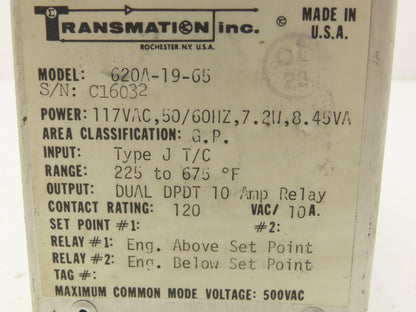 TRANSMATION inc.
ROCHESTER N.Y. U.S.A.
MADE IN
U.S.A.
MODEL: 620A-19-65
S/N: C16032
POWER: 117VAC,50/60HZ,7.2W,8.45VA
AREA CLASSIFICATION: G.P.
INPUT: Type J T/C
RANGE: 225 to 675 °F
OUTPUT: DUAL DPDT 10 Amp Relay
CONTACT RATING: 120 VAC/ 10A.
SET POINT #1: #2:
RELAY #1: Eng. Above Set Point
RELAY #2: Eng. Below Set Point
TAG #:
MAXIMUM COMMON MODE VOLTAGE: 500VAC